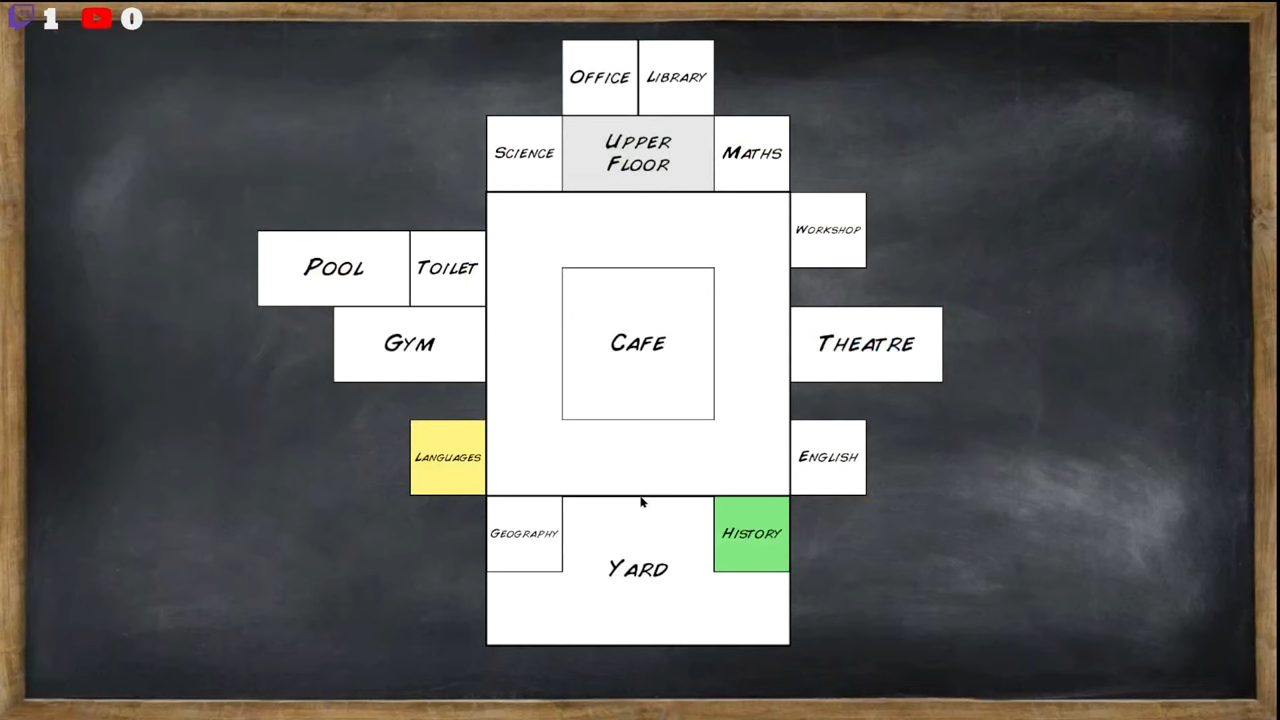 1 0
Office Library
Science Upper Floor Maths
Workshop
Pool Toilet
Gym Cafe Theatre
Languages English
Geography History
Yard